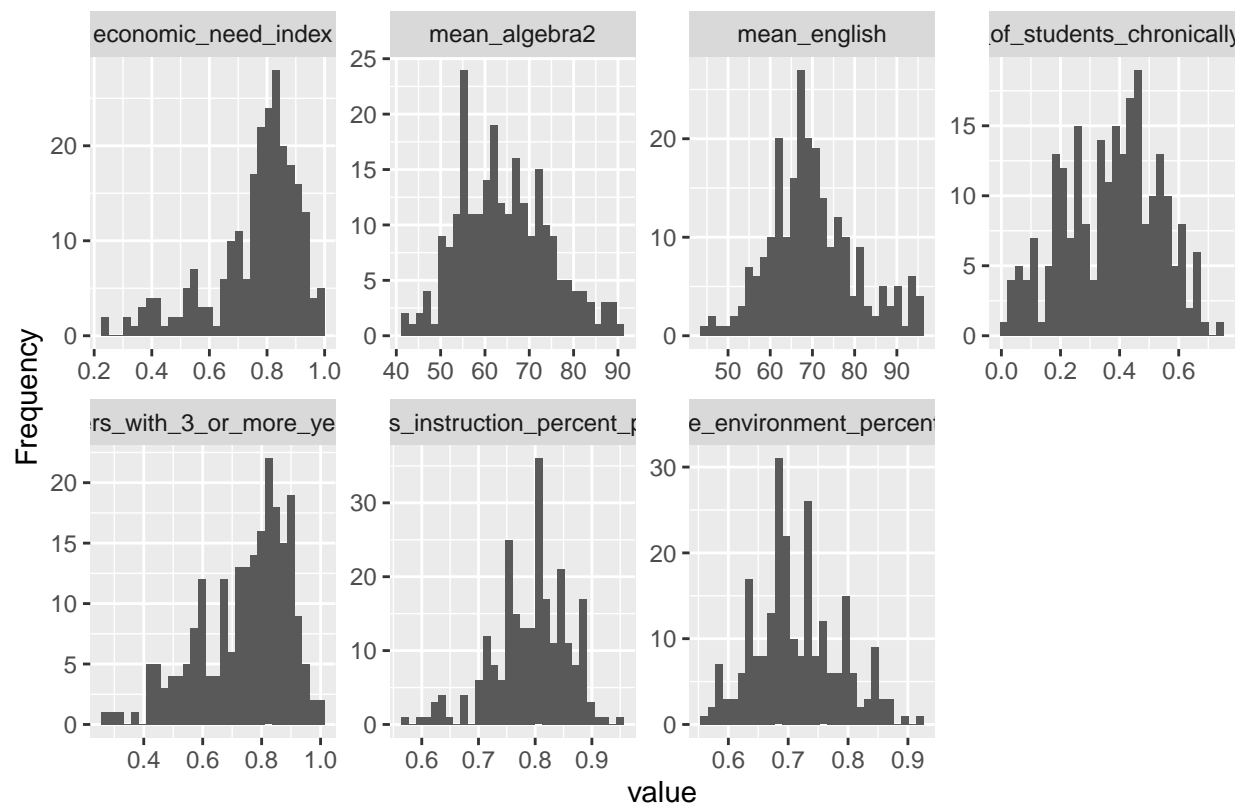 economic_need_index
mean_algebra2
mean_english
_of_students_chronically
25
20
15
10
5
0
20
10
0
20
10
0
15
10
5
0
0.2 0.4 0.6 0.8 1.0
40 50 60 70 80 90
50 60 70 80 90
0.0 0.2 0.4 0.6
ers_with_3_or_more_ye
s_instruction_percent_p
e_environment_percent
20
15
10
5
0
30
20
10
0
30
20
10
0
0.4 0.6 0.8 1.0
0.6 0.7 0.8 0.9
0.6 0.7 0.8 0.9
Frequency
value